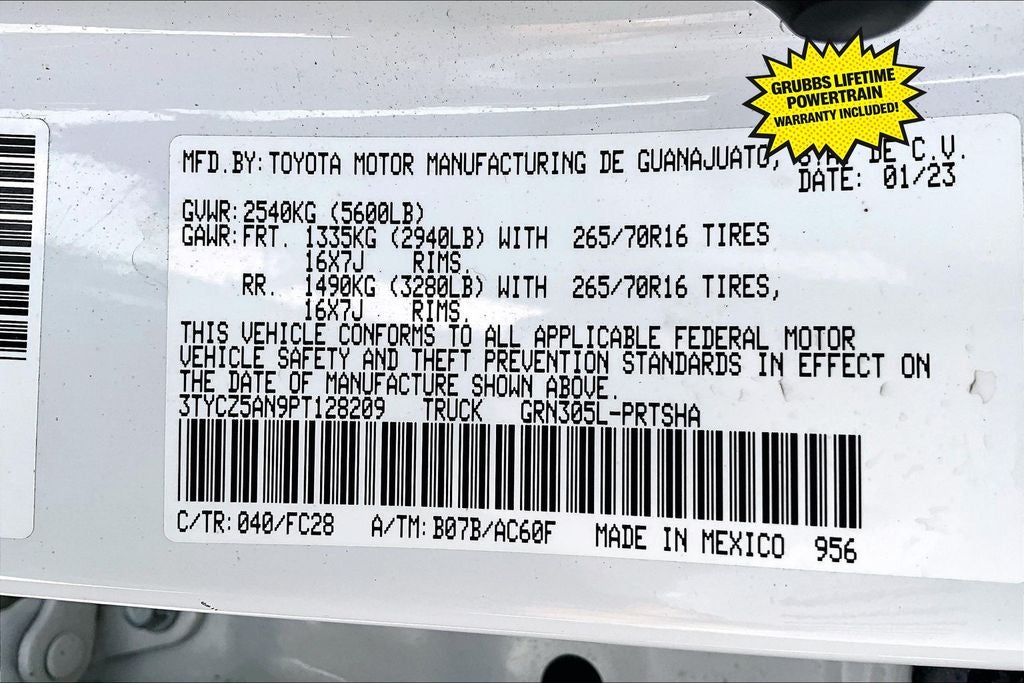 GRUBBS LIFETIME
POWERTRAIN
WARRANTY INCLUDED!
MFD.BY:TOYOTA MOTOR MANUFACTURING DE GUANAJUATO, DE C.V.
DATE: 01/23
GVWR:2540KG (5600LB)
GAWR:FRT. 1335KG (2940LB) WITH 265/70R16 TIRES
16X7J RIMS.
RR. 1490KG (3280LB) WITH 265/70R16 TIRES,
16X7J RIMS.
THIS VEHICLE CONFORMS TO ALL APPLICABLE FEDERAL MOTOR
VEHICLE SAFETY AND THEFT PREVENTION STANDARDS IN EFFECT ON
THE DATE OF MANUFACTURE SHOWN ABOVE.
3TYCZ5AN9PT128209 TRUCK GRN305L-PRTSHA
C/TR:040/FC28 A/TM:B07B/AC60F MADE IN MEXICO 956